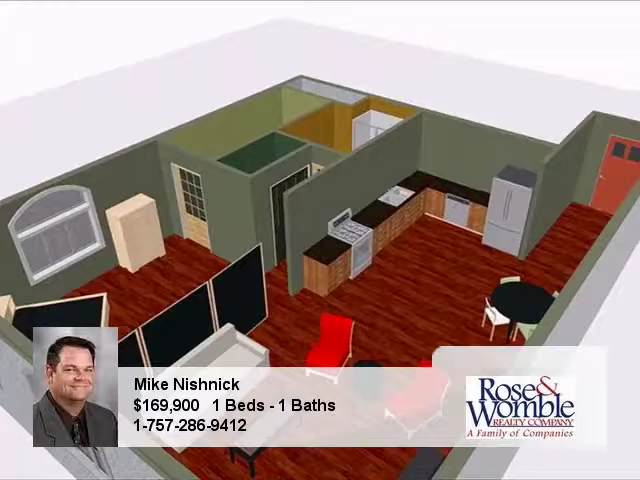 Mike Nishnick
$169,900 1 Beds - 1 Baths
1-757-286-9412
Rose&
Womble
REALTY COMPANY
A Family of Companies